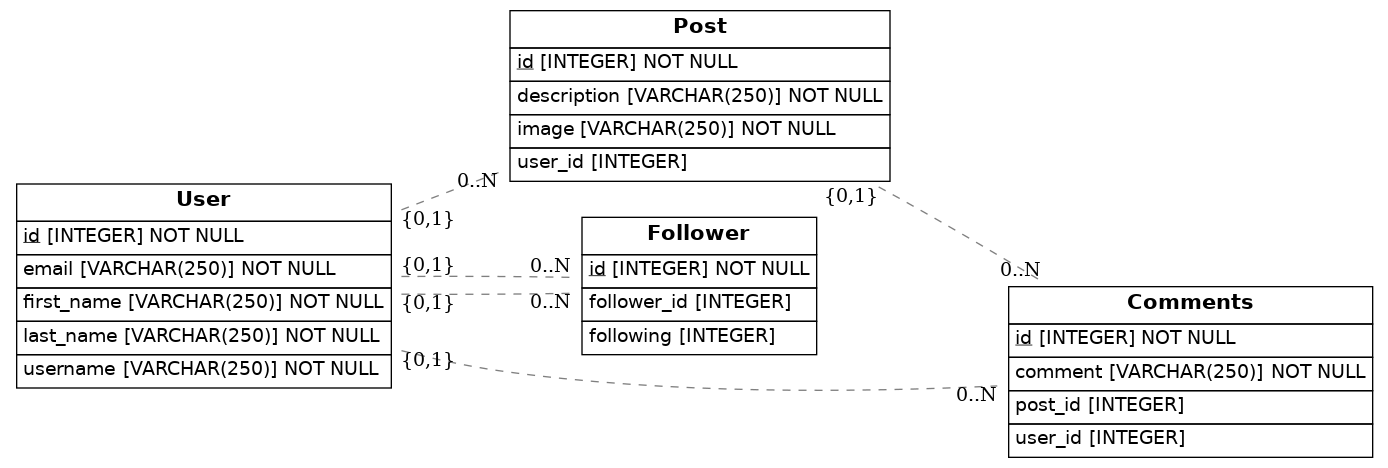 Post
id [INTEGER] NOT NULL
description [VARCHAR(250)] NOT NULL
image [VARCHAR(250)] NOT NULL
user_id [INTEGER]
0..N
{0,1}
User
id [INTEGER] NOT NULL
email [VARCHAR(250)] NOT NULL
first_name [VARCHAR(250)] NOT NULL
last_name [VARCHAR(250)] NOT NULL
username [VARCHAR(250)] NOT NULL
{0,1}
{0,1}
0..N
{0,1}
0..N
{0,1}
0..N
Follower
id [INTEGER] NOT NULL
follower_id [INTEGER]
following [INTEGER]
0..N
Comments
id [INTEGER] NOT NULL
comment [VARCHAR(250)] NOT NULL
post_id [INTEGER]
user_id [INTEGER]